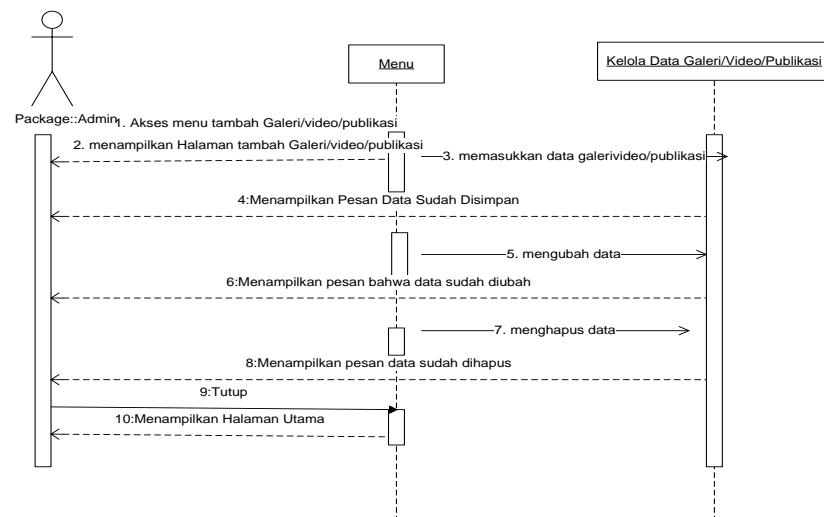 Menu
Kelola Data Galeri/Video/Publikasi
Package::Admin
1. Akses menu tambah Galeri/video/publikasi
2. menampilkan Halaman tambah Galeri/video/publikasi
3. memasukkan data galerivideo/publikasi
4:Menampilkan Pesan Data Sudah Disimpan
5. mengubah data
6:Menampilkan pesan bahwa data sudah diubah
7. menghapus data
8:Menampilkan pesan data sudah dihapus
9:Tutup
10:Menampilkan Halaman Utama